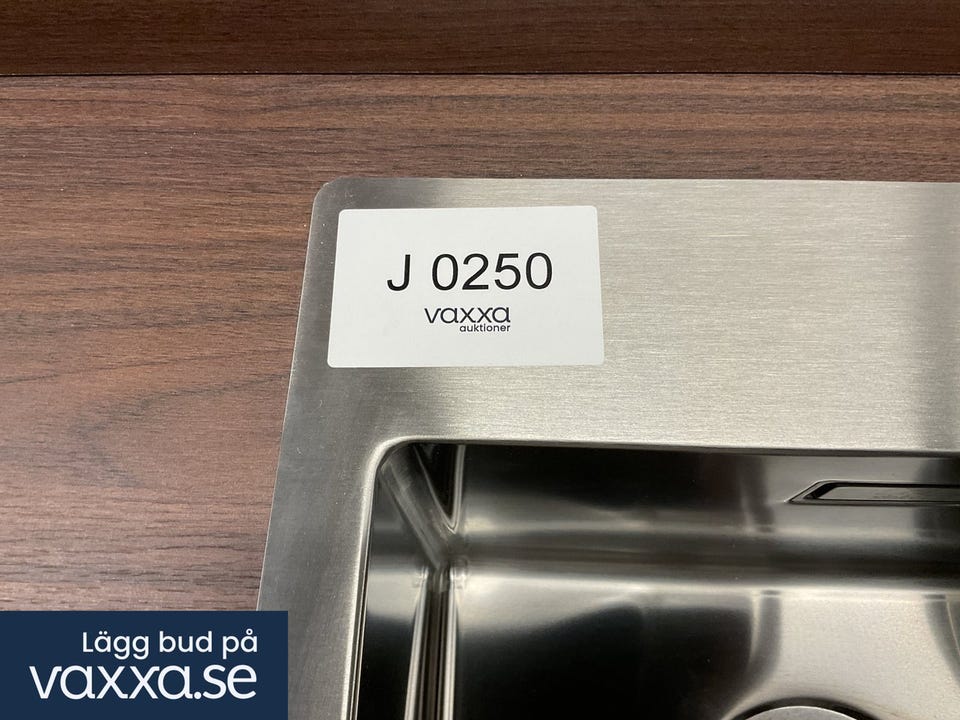 J 0250
vaxxa
auktioner
Lägg bud på
vaxxa.se